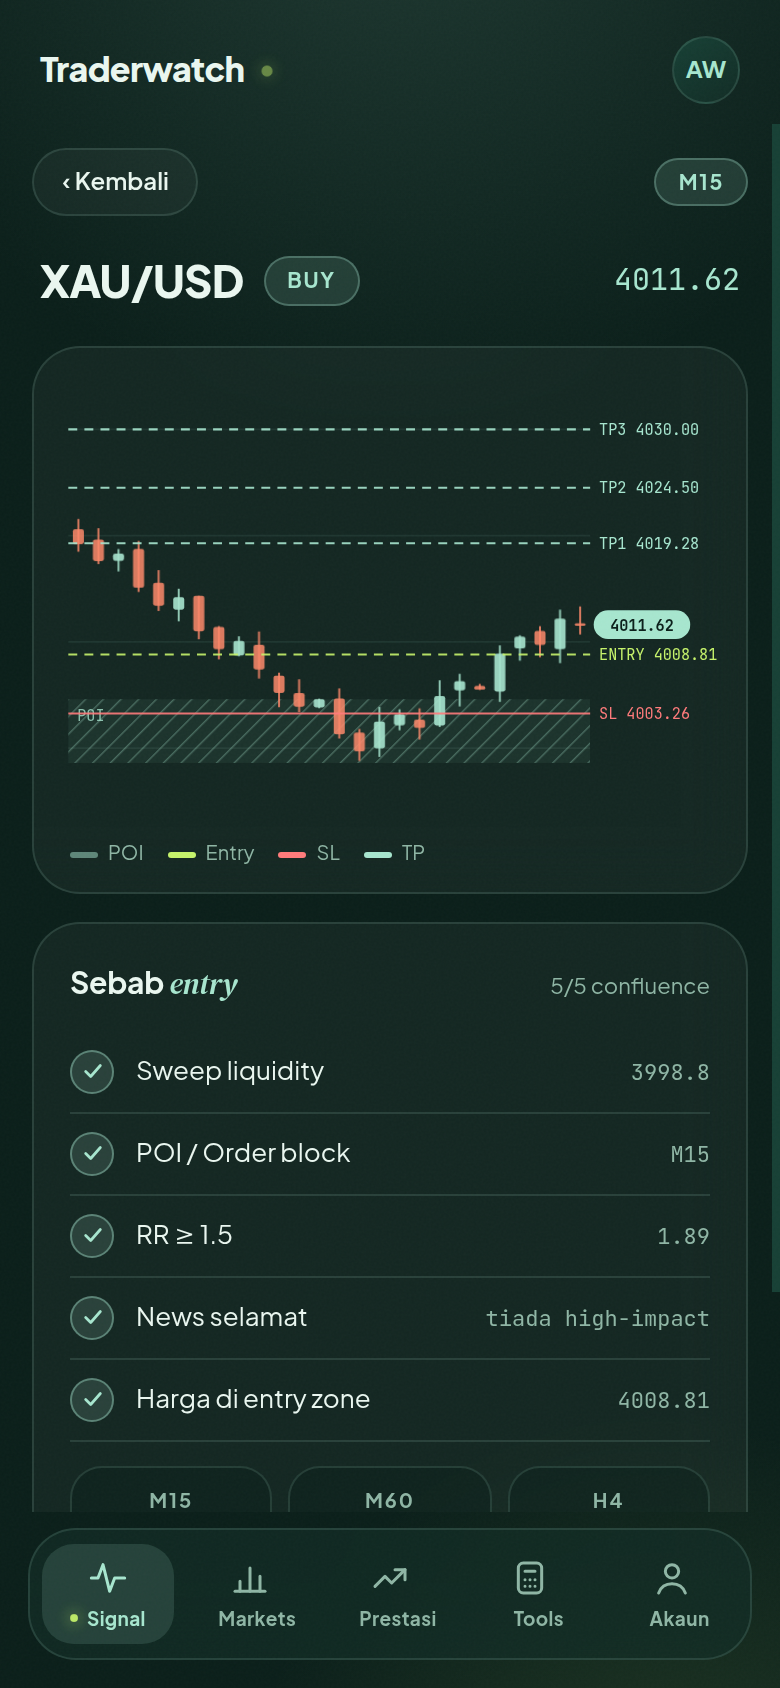 Traderwatch
AW
‹ Kembali
M15
XAU/USD BUY 4011.62
TP3 4030.00
TP2 4024.50
TP1 4019.28
4011.62
ENTRY 4008.81
POI
SL 4003.26
POI Entry SL TP
Sebab entry 5/5 confluence
Sweep liquidity 3998.8
POI / Order block M15
RR ≥ 1.5 1.89
News selamat tiada high-impact
Harga di entry zone 4008.81
M15 M60 H4
Signal Markets Prestasi Tools Akaun